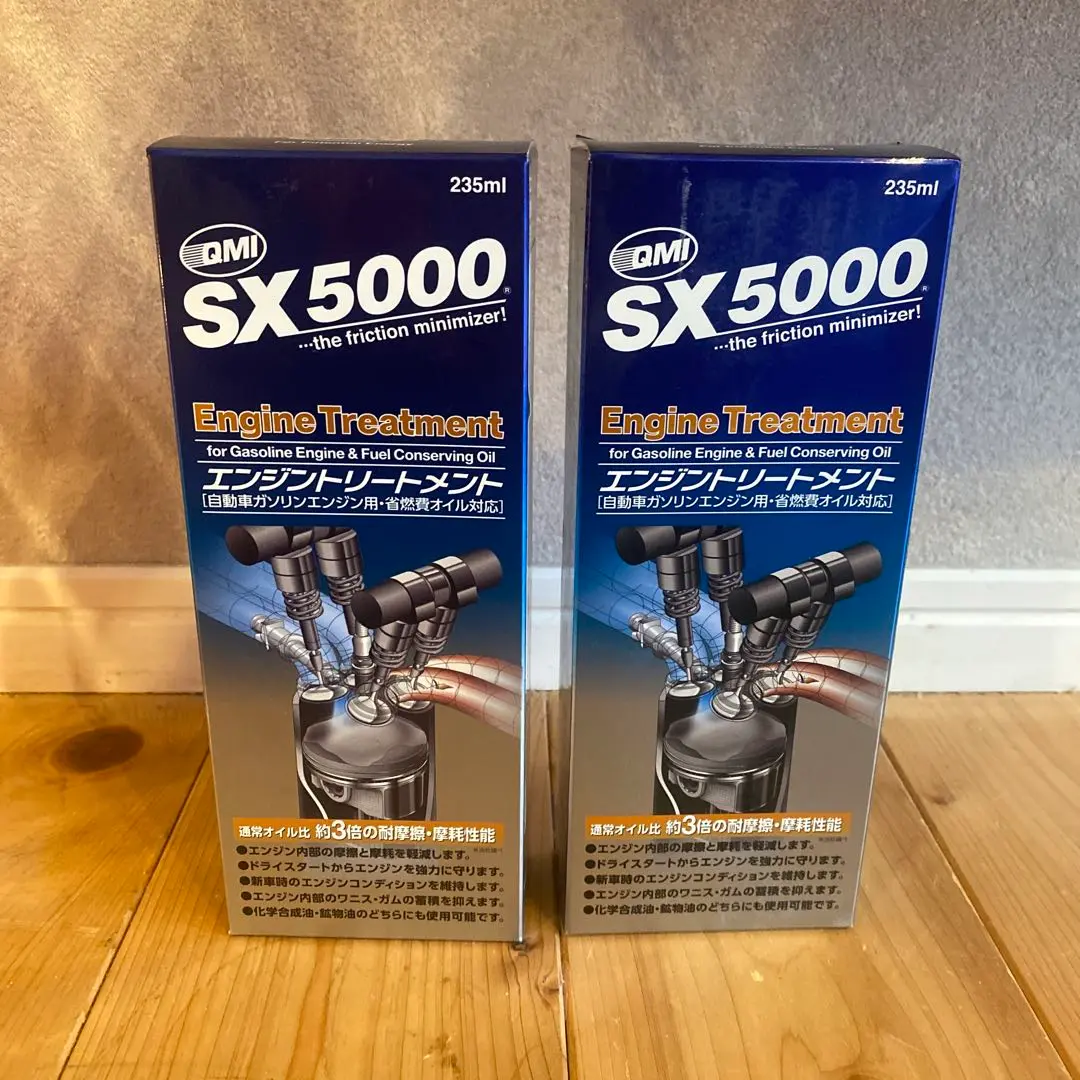 235ml
QMI
SX5000®
...the friction minimizer!
Engine Treatment
for Gasoline Engine & Fuel Conserving Oil
エンジントリートメント
[自動車ガソリンエンジン用・省燃費オイル対応]
通常オイル比 約3倍の耐摩擦・摩耗性能
●エンジン内部の摩擦と摩耗を軽減します。
●ドライスタートからエンジンを強力に守ります。
●新車時のエンジンコンディションを維持します。
●エンジン内部のワニス・ガムの蓄積を抑えます。
●化学合成油・鉱物油のどちらにも使用可能です。
235ml
QMI
SX5000®
...the friction minimizer!
Engine Treatment
for Gasoline Engine & Fuel Conserving Oil
エンジントリートメント
[自動車ガソリンエンジン用・省燃費オイル対応]
通常オイル比 約3倍の耐摩擦・摩耗性能
●エンジン内部の摩擦と摩耗を軽減します。
●ドライスタートからエンジンを強力に守ります。
●新車時のエンジンコンディションを維持します。
●エンジン内部のワニス・ガムの蓄積を抑えます。
●化学合成油・鉱物油のどちらにも使用可能です。